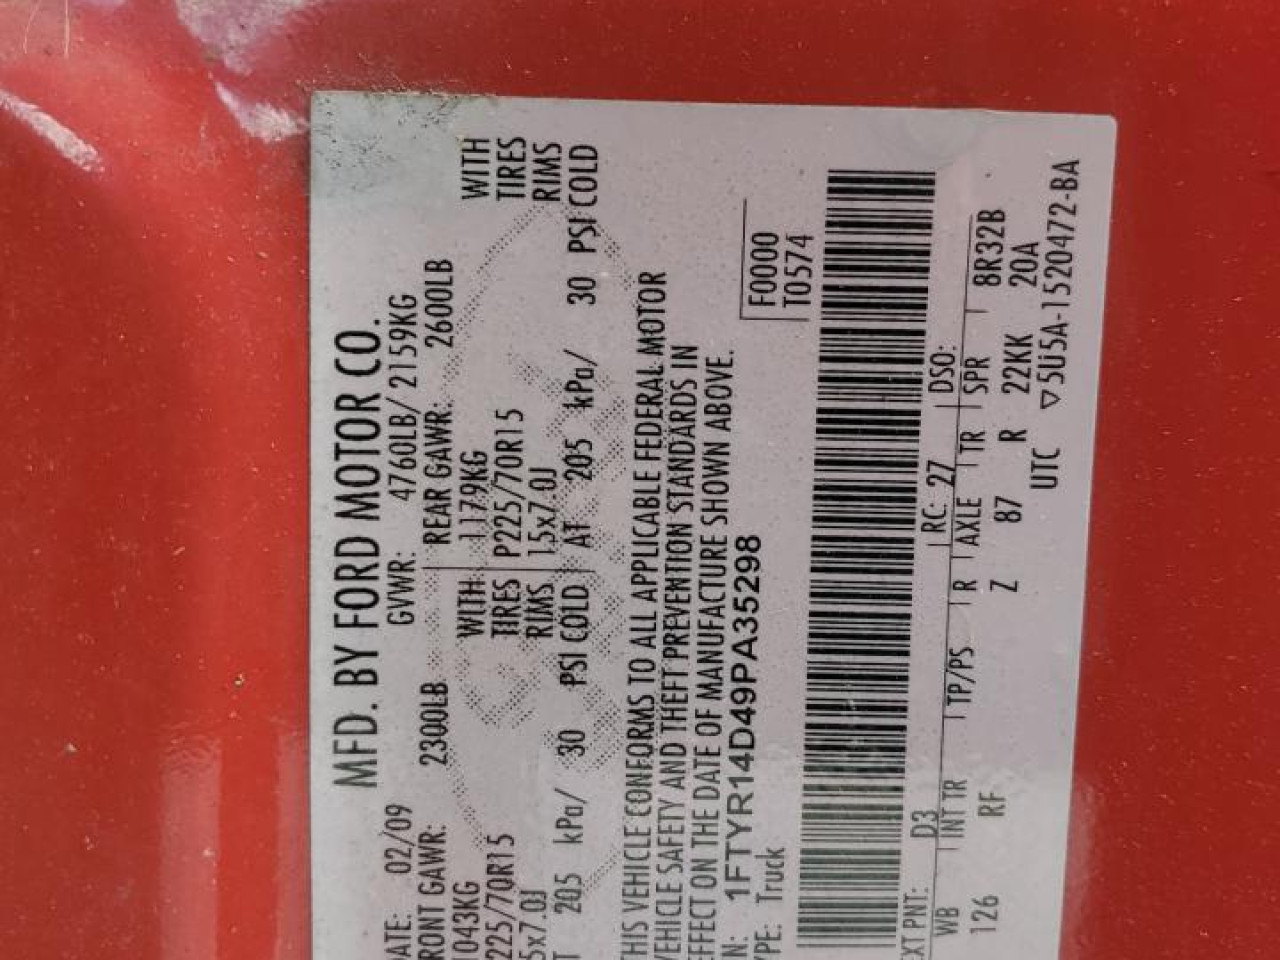 MFD. BY FORD MOTOR CO.
ATE: 02/09 GVWR: 4760LB/ 2159KG
RONT GAWR: 2300LB REAR GAWR: 2600LB
1043KG WITH 1179KG WITH
225/70R15 TIRES P225/70R15 TIRES
5x7.0J RIMS 15x7.0J RIMS
T 205 kPa/ 30 PSI COLD AT 205 kPa/ 30 PSI COLD
THIS VEHICLE CONFORMS TO ALL APPLICABLE FEDERAL MOTOR
VEHICLE SAFETY AND THEFT PREVENTION STANDARDS IN
EFFECT ON THE DATE OF MANUFACTURE SHOWN ABOVE.
N: 1FTYR14D49PA35298 F0000
YPE: Truck T0574
EXT PNT: D3 RC: 27 DSO:
WB INT TR TP/PS R AXLE TR SPR 8R32B
126 RF Z 87 R 22KK 20A
UTC ▽5U5A-1520472-BA